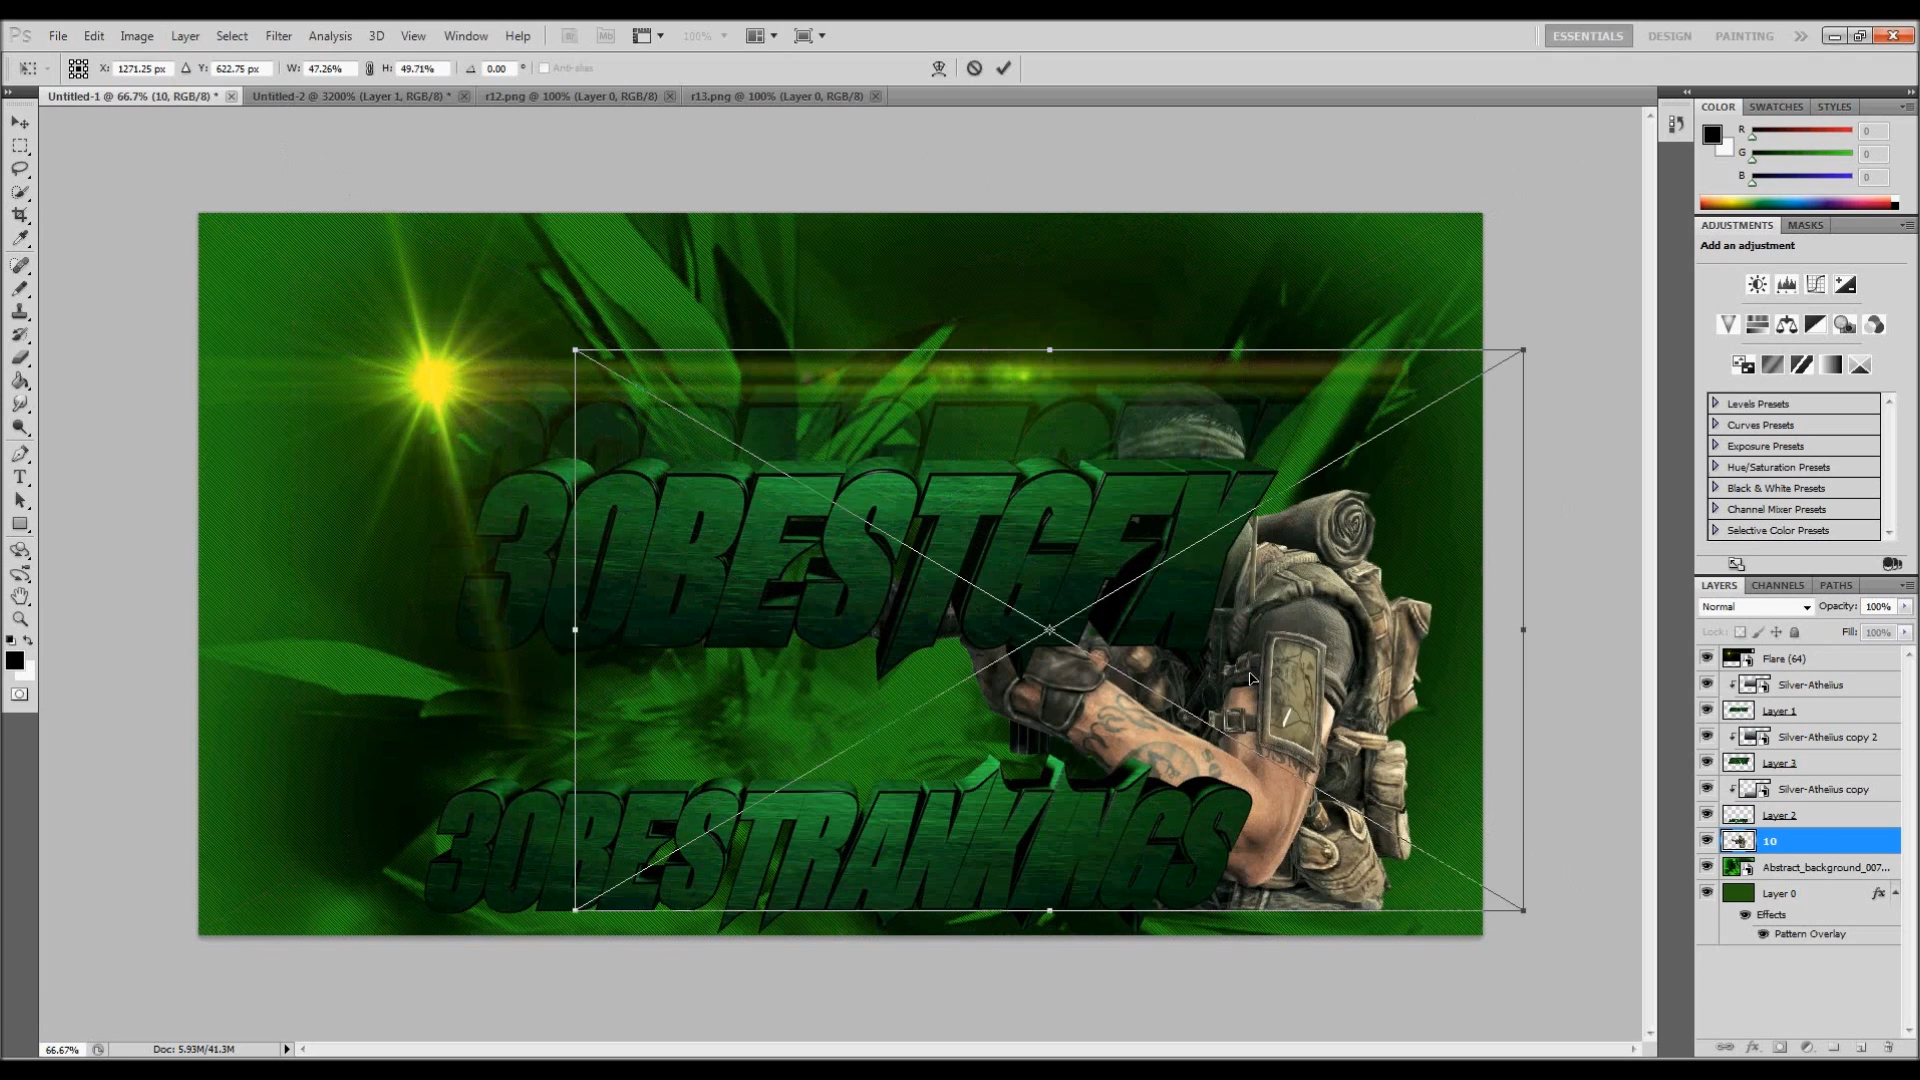 Ps File Edit Image Layer Select Filter Analysis 3D View Window Help Mb 100% ESSENTIALS DESIGN PAINTING
X: 1271.25 px Y: 622.75 px W: 47.26% H: 49.71% 0.00 ° Anti-alias
Untitled-1 @ 66.7% (10, RGB/8) * Untitled-2 @ 3200% (Layer 1, RGB/8) * r12.png @ 100% (Layer 0, RGB/8) r13.png @ 100% (Layer 0, RGB/8)
COLOR SWATCHES STYLES
R 0
G 0
B 0
ADJUSTMENTS MASKS
Add an adjustment
Levels Presets
Curves Presets
Exposure Presets
Hue/Saturation Presets
Black & White Presets
Channel Mixer Presets
Selective Color Presets
30BESTGFX
30BESTRANKINGS
LAYERS CHANNELS PATHS
Normal Opacity: 100%
Lock: Fill: 100%
Flare (64)
Silver-Atheiius
Layer 1
Silver-Atheiius copy 2
Layer 3
Silver-Atheiius copy
Layer 2
10
Abstract_background_007...
Layer 0 fx
Effects
Pattern Overlay
66.67% Doc: 5.93M/41.3M